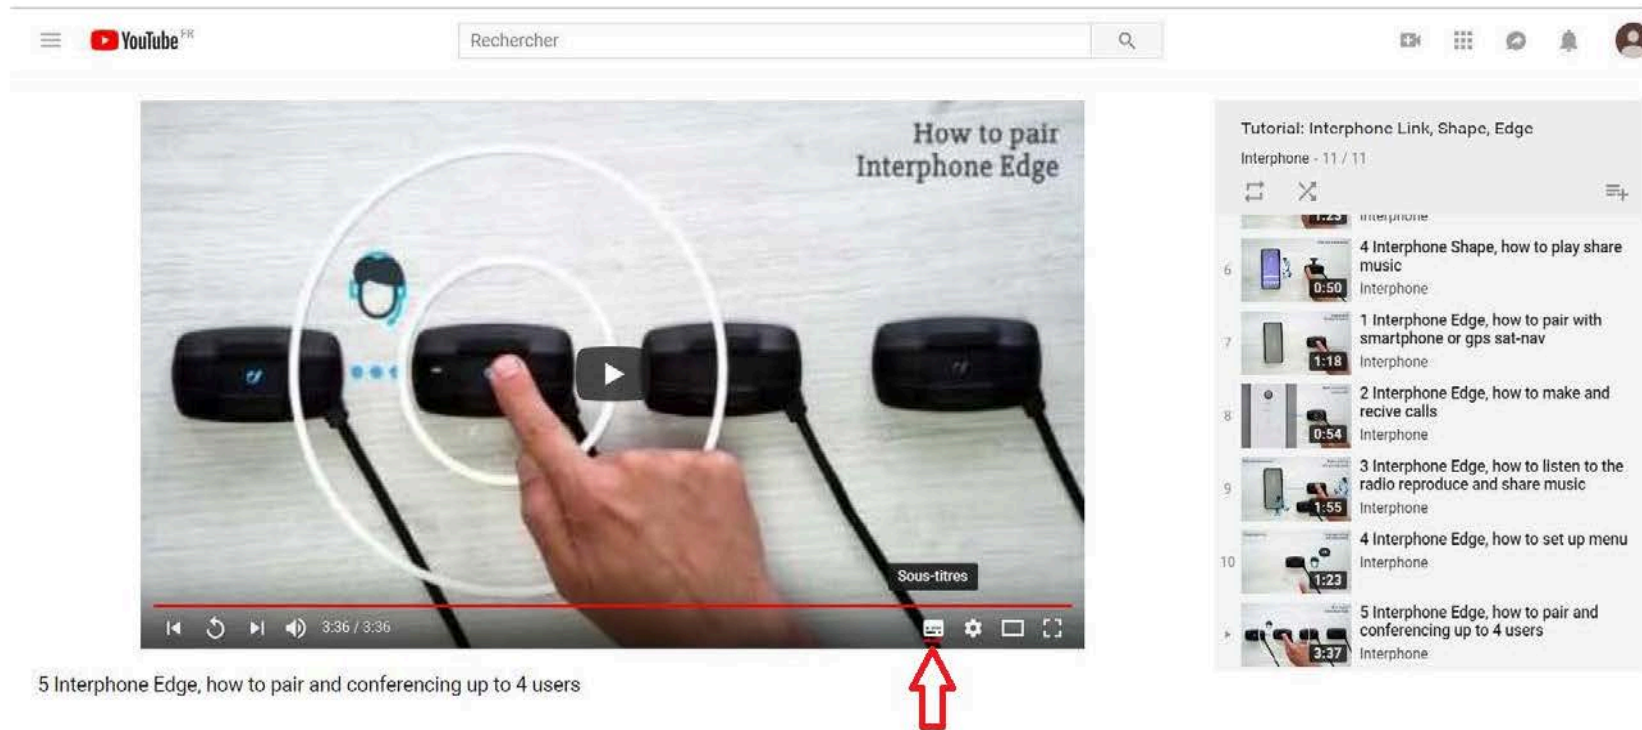 YouTube FR
Rechercher
How to pair
Interphone Edge
Sous-titres
3:36 / 3:36
5 Interphone Edge, how to pair and conferencing up to 4 users
Tutorial: Interphone Link, Shape, Edge
Interphone - 11 / 11
1:23
Interphone
6
4 Interphone Shape, how to play share
music
0:50
Interphone
7
1 Interphone Edge, how to pair with
smartphone or gps sat-nav
1:18
Interphone
8
2 Interphone Edge, how to make and
recive calls
0:54
Interphone
9
3 Interphone Edge, how to listen to the
radio reproduce and share music
1:55
Interphone
10
4 Interphone Edge, how to set up menu
1:23
Interphone
5 Interphone Edge, how to pair and
conferencing up to 4 users
3:37
Interphone